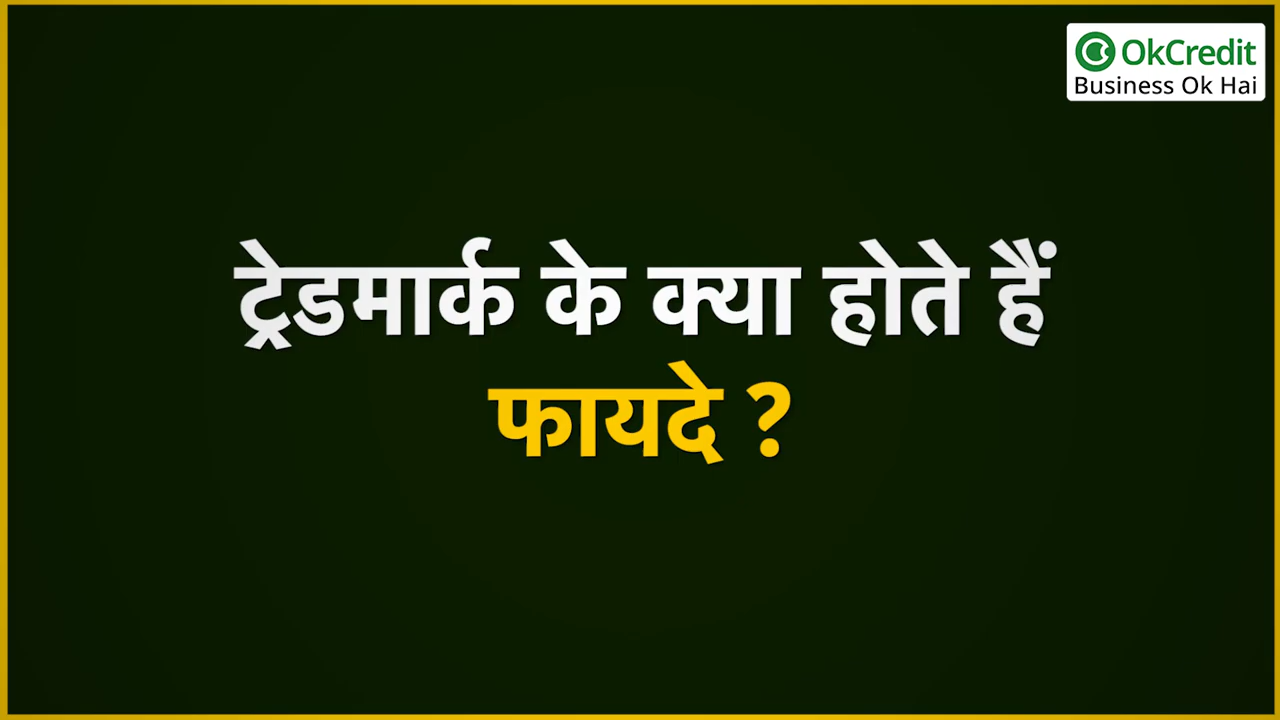 OkCredit
Business Ok Hai
ट्रेडमार्क के क्या होते हैं
फायदे ?